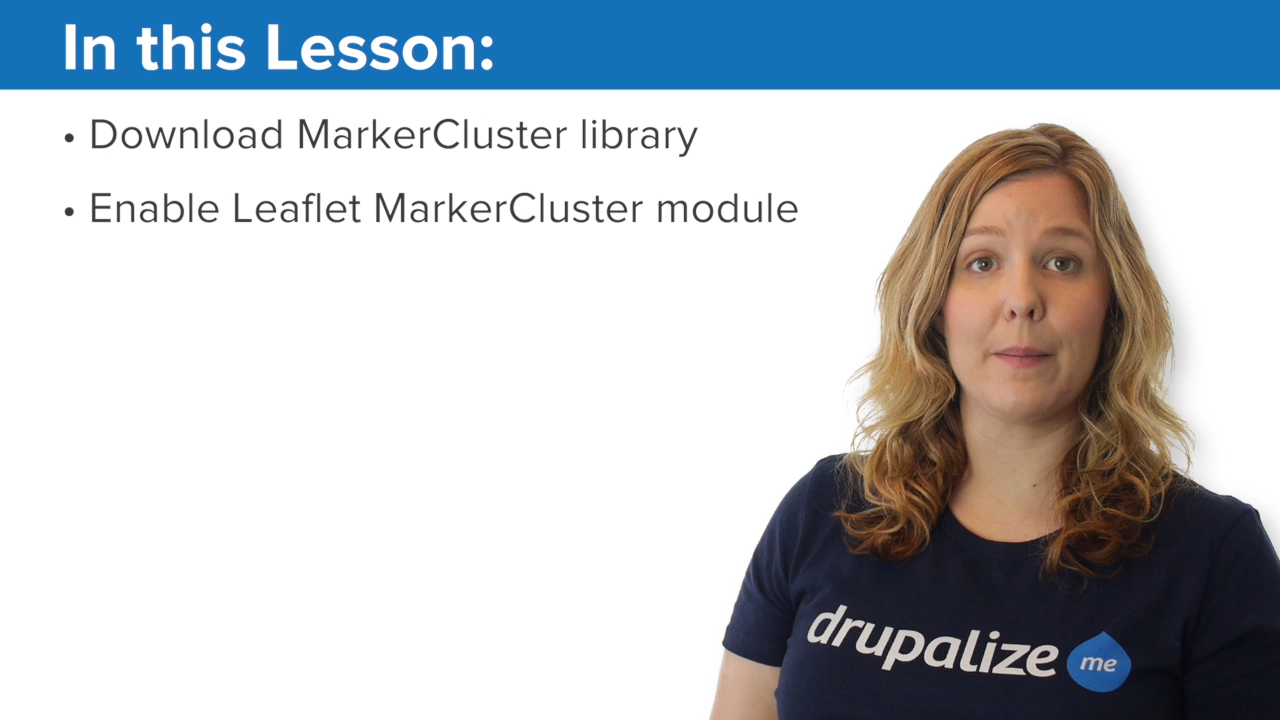 In this Lesson:
• Download MarkerCluster library
• Enable Leaflet MarkerCluster module
drupalize me